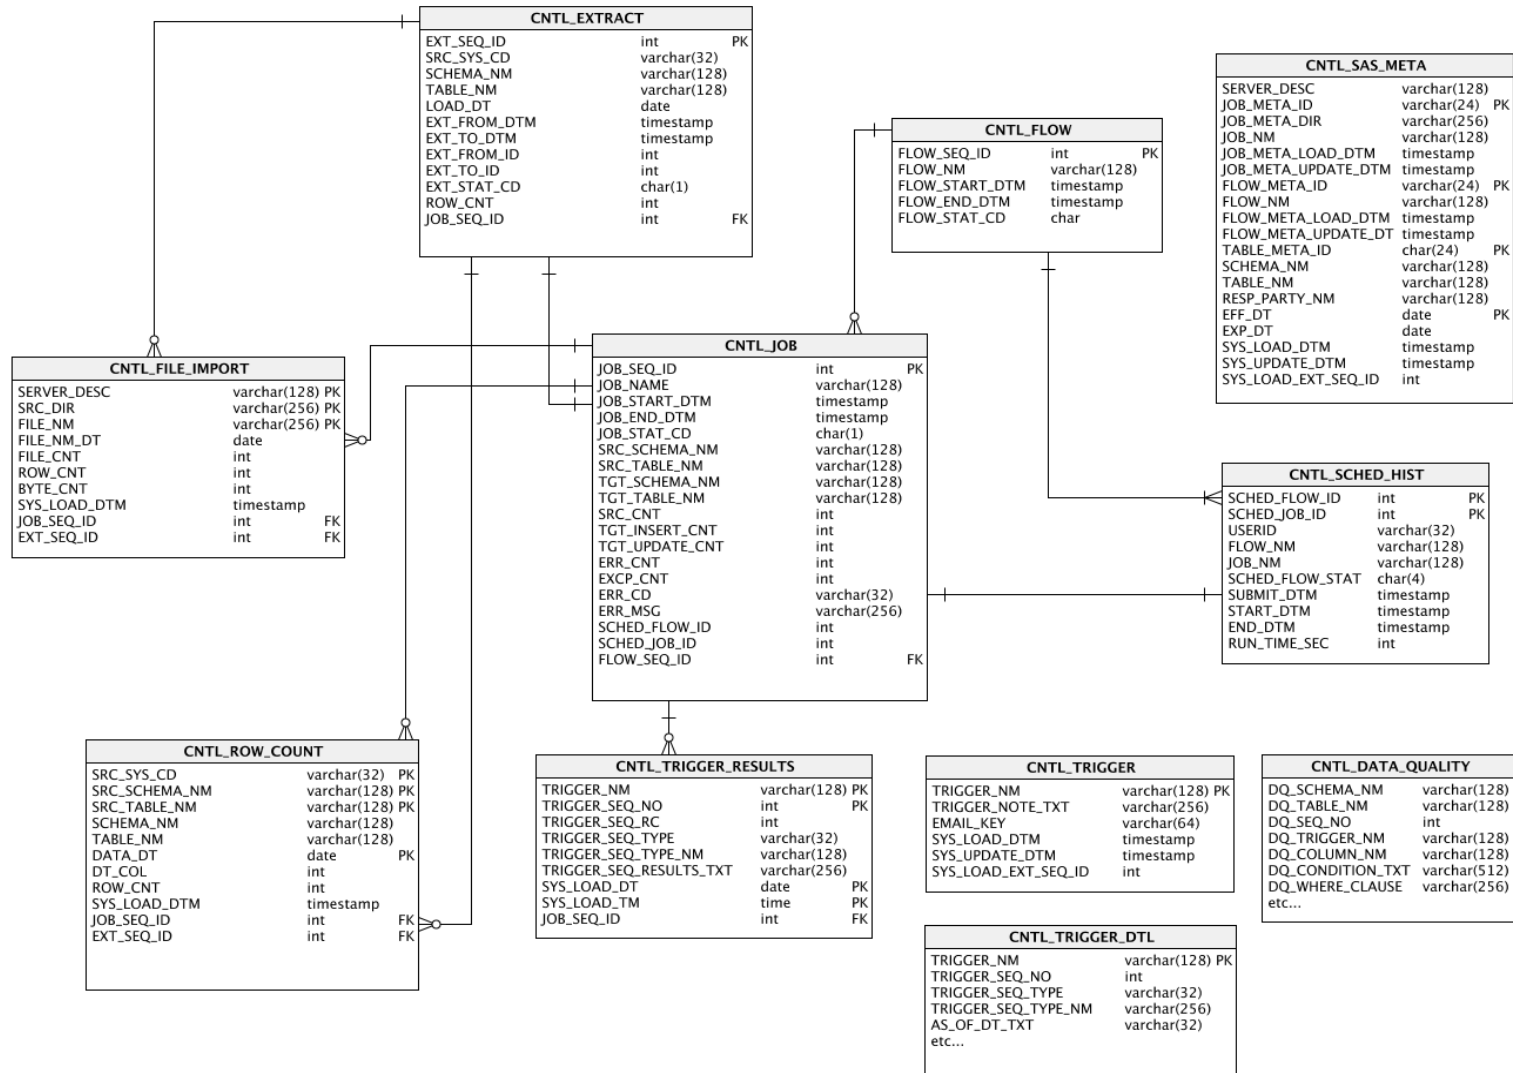 CNTL_EXTRACT
EXT_SEQ_ID int PK
SRC_SYS_CD varchar(32)
SCHEMA_NM varchar(128)
TABLE_NM varchar(128)
LOAD_DT date
EXT_FROM_DTM timestamp
EXT_TO_DTM timestamp
EXT_FROM_ID int
EXT_TO_ID int
EXT_STAT_CD char(1)
ROW_CNT int
JOB_SEQ_ID int FK
CNTL_FLOW
FLOW_SEQ_ID int PK
FLOW_NM varchar(128)
FLOW_START_DTM timestamp
FLOW_END_DTM timestamp
FLOW_STAT_CD char
CNTL_SAS_META
SERVER_DESC varchar(128)
JOB_META_ID varchar(24) PK
JOB_META_DIR varchar(256)
JOB_NM varchar(128)
JOB_META_LOAD_DTM timestamp
JOB_META_UPDATE_DTM timestamp
FLOW_META_ID varchar(24) PK
FLOW_NM varchar(128)
FLOW_META_LOAD_DTM timestamp
FLOW_META_UPDATE_DT timestamp
TABLE_META_ID char(24) PK
SCHEMA_NM varchar(128)
TABLE_NM varchar(128)
RESP_PARTY_NM varchar(128)
EFF_DT date PK
EXP_DT date
SYS_LOAD_DTM timestamp
SYS_UPDATE_DTM timestamp
SYS_LOAD_EXT_SEQ_ID int
CNTL_FILE_IMPORT
SERVER_DESC varchar(128) PK
SRC_DIR varchar(256) PK
FILE_NM varchar(256) PK
FILE_NM_DT date
FILE_CNT int
ROW_CNT int
BYTE_CNT int
SYS_LOAD_DTM timestamp
JOB_SEQ_ID int FK
EXT_SEQ_ID int FK
CNTL_JOB
JOB_SEQ_ID int PK
JOB_NAME varchar(128)
JOB_START_DTM timestamp
JOB_END_DTM timestamp
JOB_STAT_CD char(1)
SRC_SCHEMA_NM varchar(128)
SRC_TABLE_NM varchar(128)
TGT_SCHEMA_NM varchar(128)
TGT_TABLE_NM varchar(128)
SRC_CNT int
TGT_INSERT_CNT int
TGT_UPDATE_CNT int
ERR_CNT int
EXCP_CNT int
ERR_CD varchar(32)
ERR_MSG varchar(256)
SCHED_FLOW_ID int
SCHED_JOB_ID int
FLOW_SEQ_ID int FK
CNTL_SCHED_HIST
SCHED_FLOW_ID int PK
SCHED_JOB_ID int PK
USERID varchar(32)
FLOW_NM varchar(128)
JOB_NM varchar(128)
SCHED_FLOW_STAT char(4)
SUBMIT_DTM timestamp
START_DTM timestamp
END_DTM timestamp
RUN_TIME_SEC int
CNTL_ROW_COUNT
SRC_SYS_CD varchar(32) PK
SRC_SCHEMA_NM varchar(128) PK
SRC_TABLE_NM varchar(128) PK
SCHEMA_NM varchar(128)
TABLE_NM varchar(128)
DATA_DT date PK
DT_COL int
ROW_CNT int
SYS_LOAD_DTM timestamp
JOB_SEQ_ID int FK
EXT_SEQ_ID int FK
CNTL_TRIGGER_RESULTS
TRIGGER_NM varchar(128) PK
TRIGGER_SEQ_NO int PK
TRIGGER_SEQ_RC int
TRIGGER_SEQ_TYPE varchar(32)
TRIGGER_SEQ_TYPE_NM varchar(128)
TRIGGER_SEQ_RESULTS_TXT varchar(256)
SYS_LOAD_DT date PK
SYS_LOAD_TM time PK
JOB_SEQ_ID int FK
CNTL_TRIGGER
TRIGGER_NM varchar(128) PK
TRIGGER_NOTE_TXT varchar(256)
EMAIL_KEY varchar(64)
SYS_LOAD_DTM timestamp
SYS_UPDATE_DTM timestamp
SYS_LOAD_EXT_SEQ_ID int
CNTL_DATA_QUALITY
DQ_SCHEMA_NM varchar(128)
DQ_TABLE_NM varchar(128)
DQ_SEQ_NO int
DQ_TRIGGER_NM varchar(128)
DQ_COLUMN_NM varchar(128)
DQ_CONDITION_TXT varchar(512)
DQ_WHERE_CLAUSE varchar(256)
etc...
CNTL_TRIGGER_DTL
TRIGGER_NM varchar(128) PK
TRIGGER_SEQ_NO int
TRIGGER_SEQ_TYPE varchar(32)
TRIGGER_SEQ_TYPE_NM varchar(256)
AS_OF_DT_TXT varchar(32)
etc...